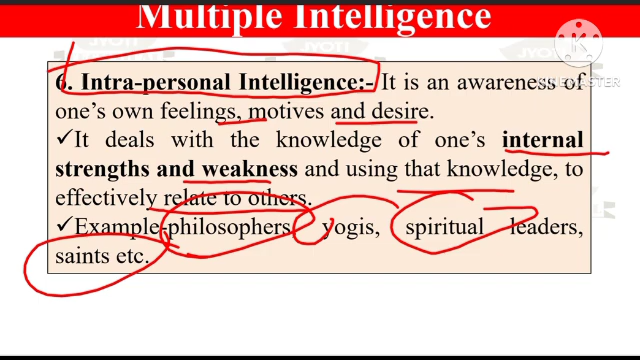 Multiple Intelligence
6. Intra-personal Intelligence:- It is an awareness of
one's own feelings, motives and desire.
✓It deals with the knowledge of one's internal
strengths and weakness and using that knowledge, to
effectively relate to others.
✓Example-philosophers yogis, spiritual leaders,
saints etc.